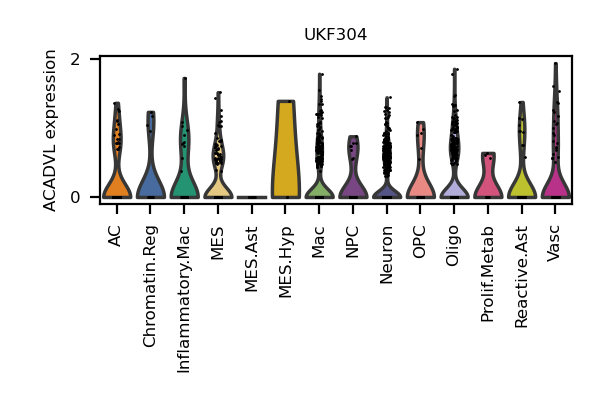 UKF304
ACADVL expression
2
0
AC
Chromatin.Reg
Inflammatory.Mac
MES
MES.Ast
MES.Hyp
Mac
NPC
Neuron
OPC
Oligo
Prolif.Metab
Reactive.Ast
Vasc